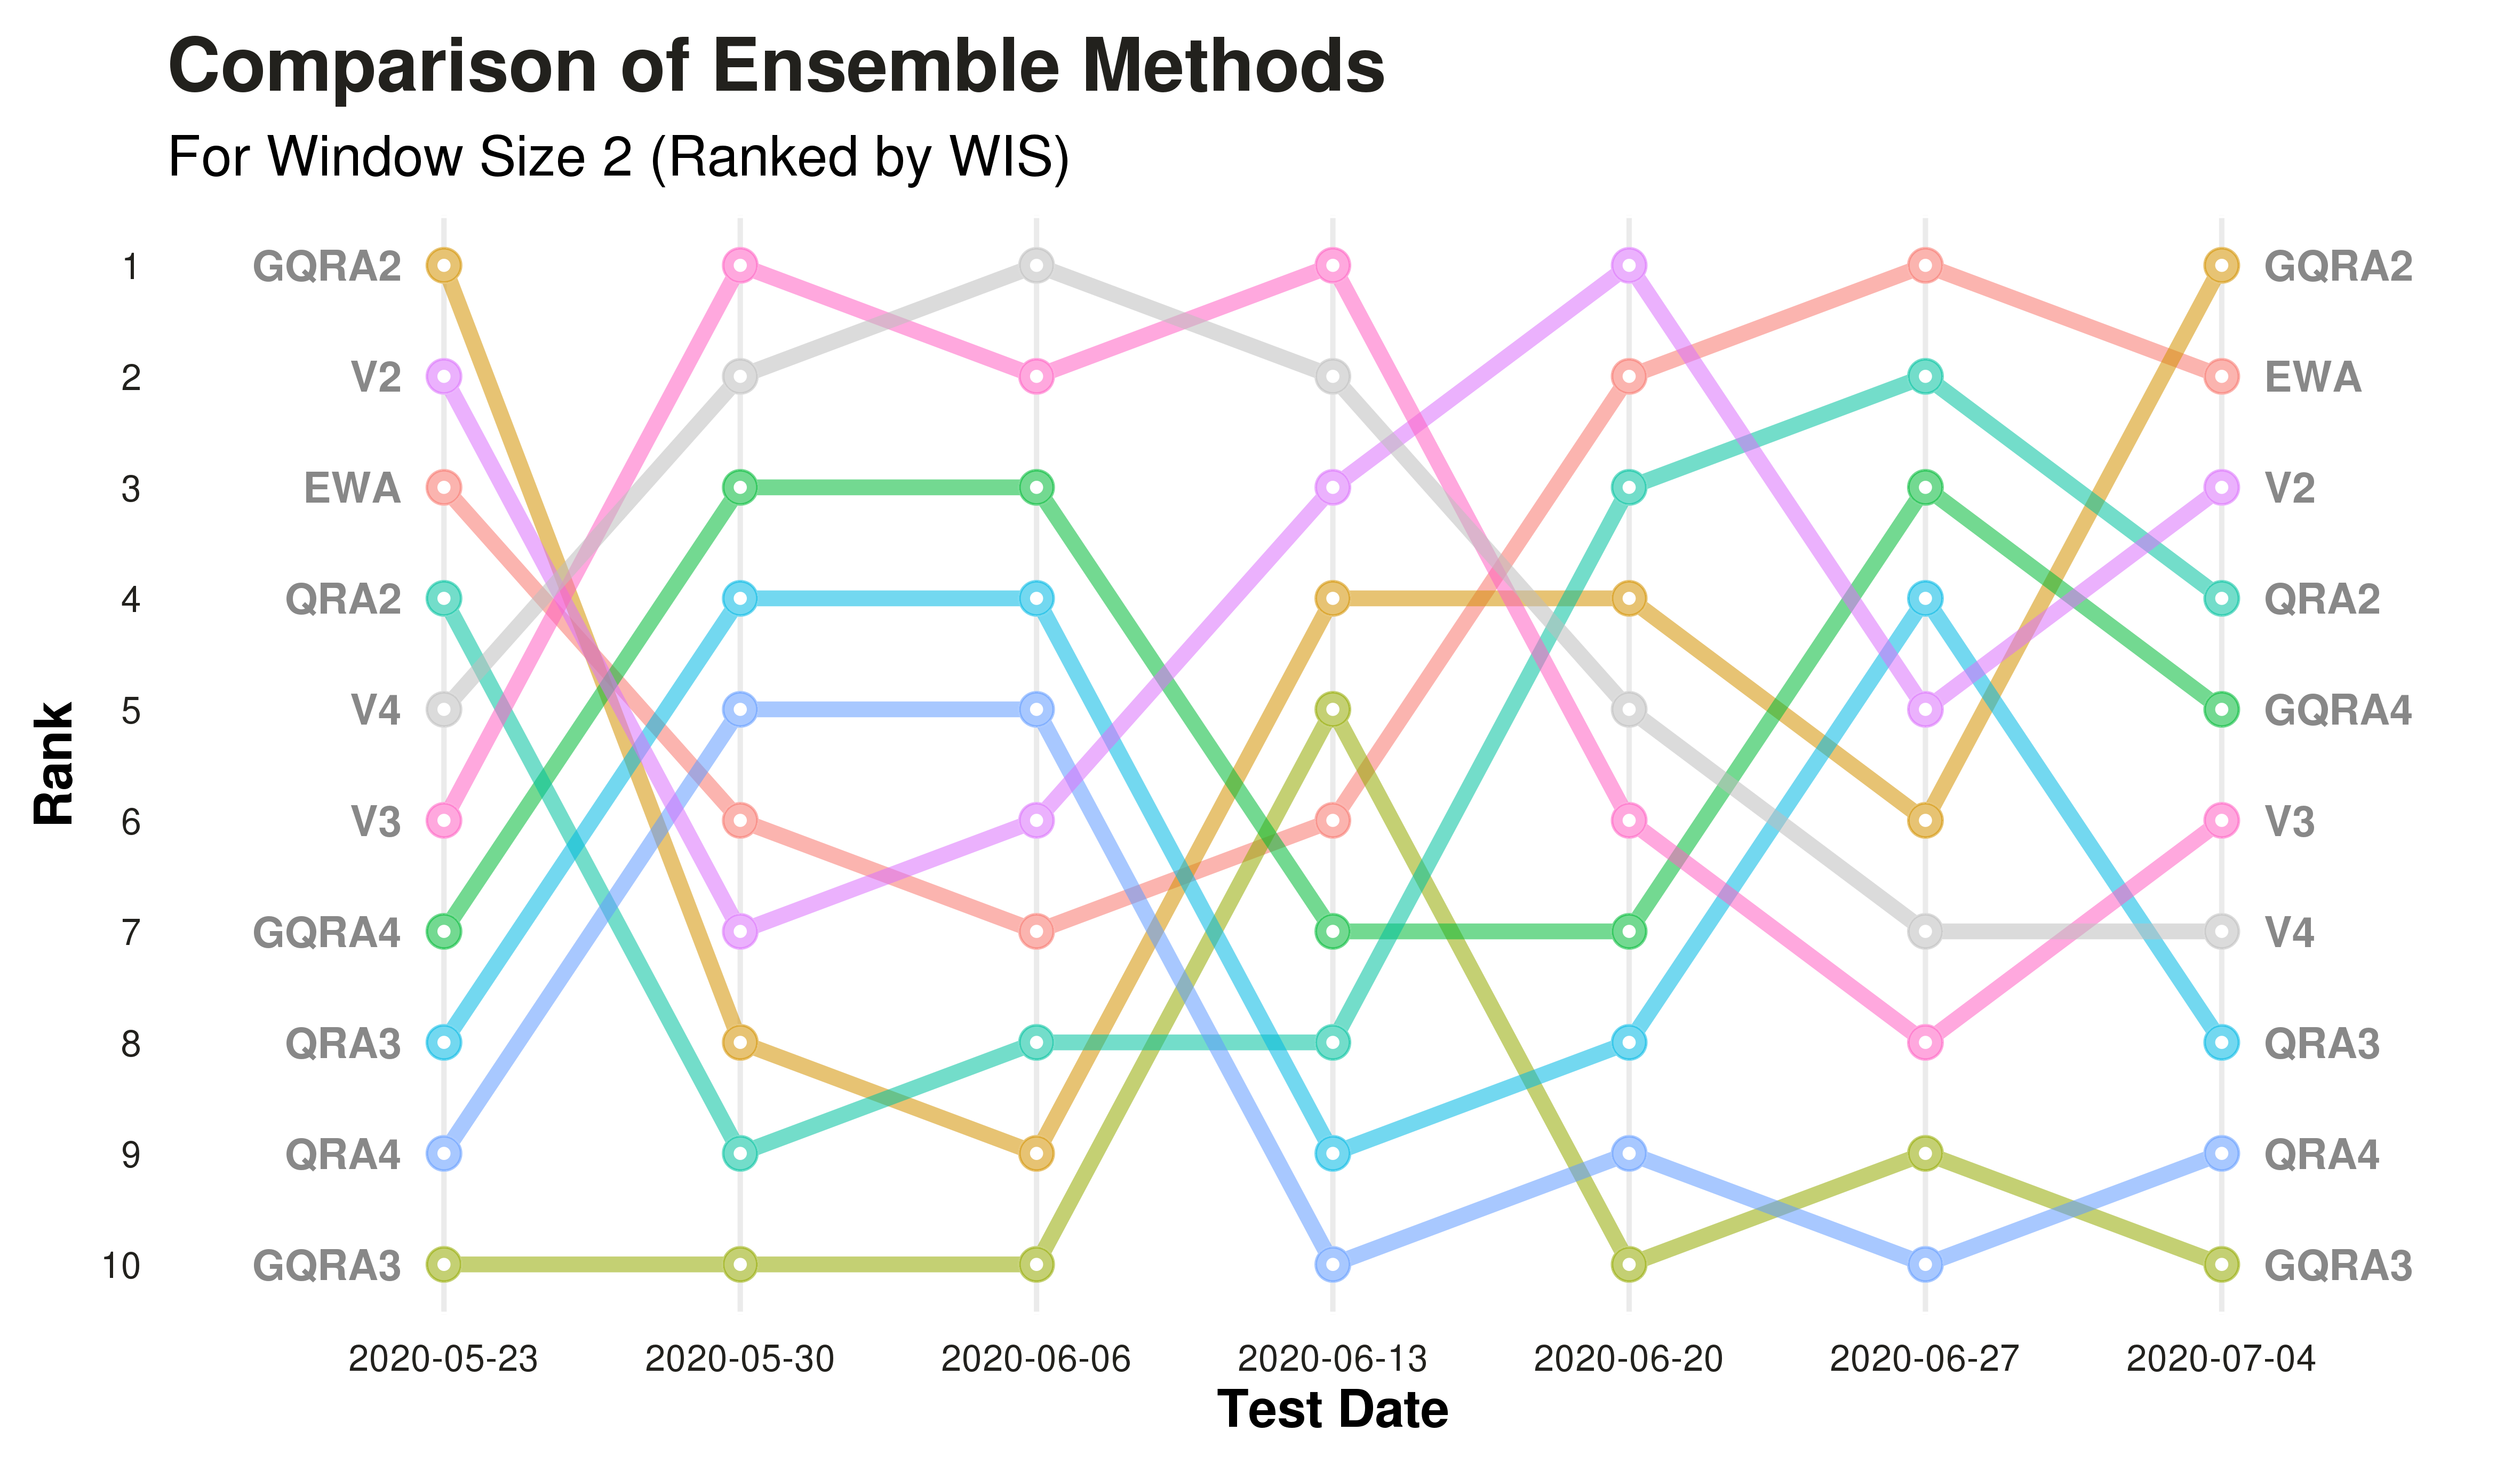 Comparison of Ensemble Methods
For Window Size 2 (Ranked by WIS)
Rank
1 GQRA2 GQRA2
2 V2 EWA
3 EWA V2
4 QRA2 QRA2
5 V4 GQRA4
6 V3 V3
7 GQRA4 V4
8 QRA3 QRA3
9 QRA4 QRA4
10 GQRA3 GQRA3
2020-05-23 2020-05-30 2020-06-06 2020-06-13 2020-06-20 2020-06-27 2020-07-04
Test Date